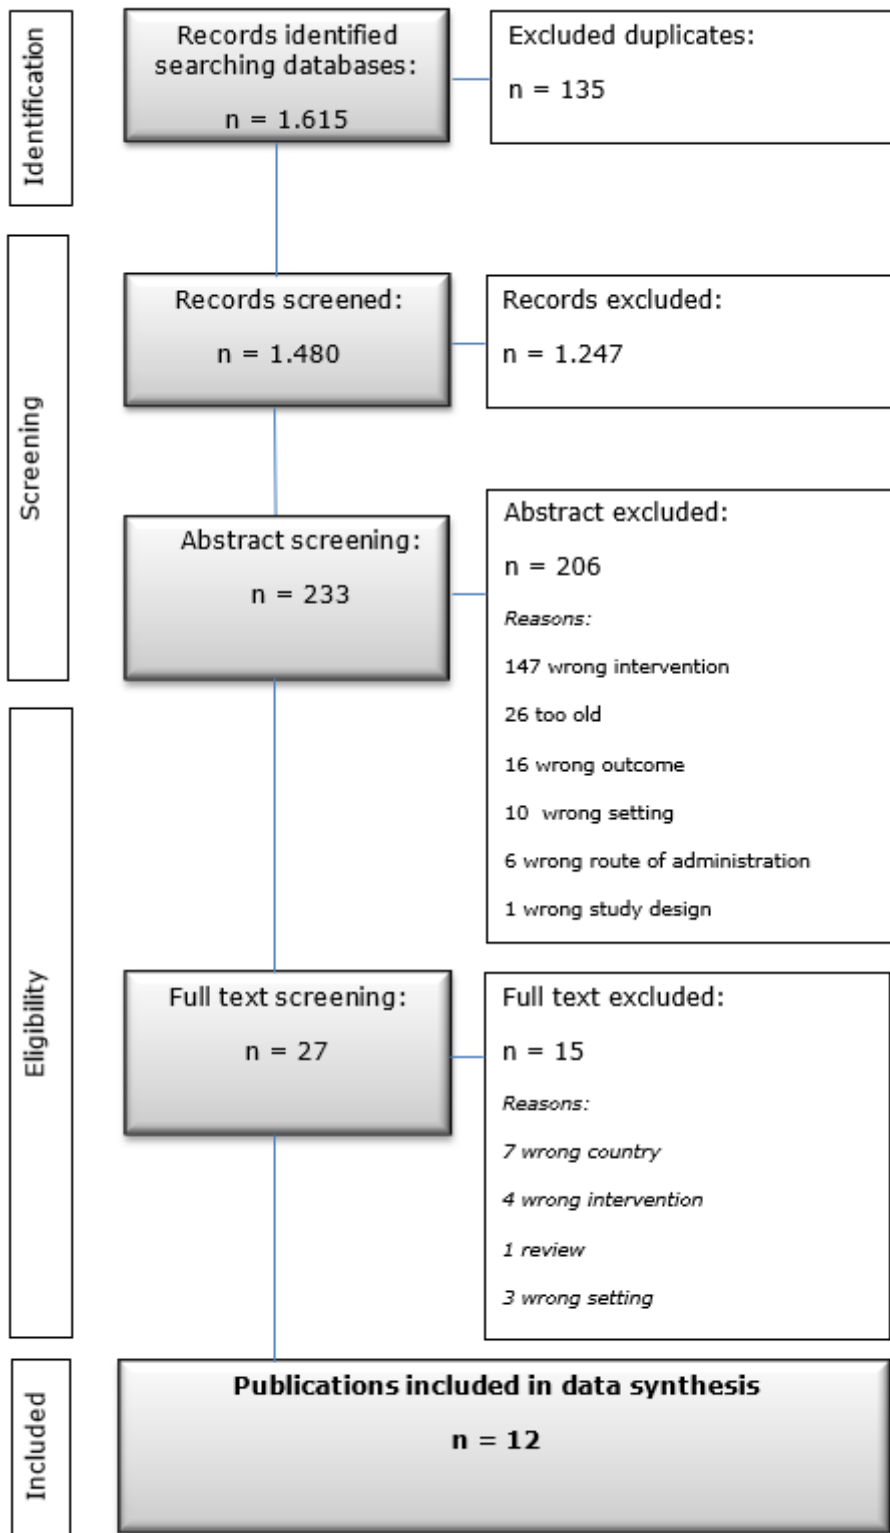 Identification
Records identified
searching databases:
n = 1.615
Excluded duplicates:
n = 135
Screening
Records screened:
n = 1.480
Records excluded:
n = 1.247
Abstract screening:
n = 233
Abstract excluded:
n = 206
Reasons:
147 wrong intervention
26 too old
16 wrong outcome
10 wrong setting
6 wrong route of administration
1 wrong study design
Eligibility
Full text screening:
n = 27
Full text excluded:
n = 15
Reasons:
7 wrong country
4 wrong intervention
1 review
3 wrong setting
Included
Publications included in data synthesis
n = 12